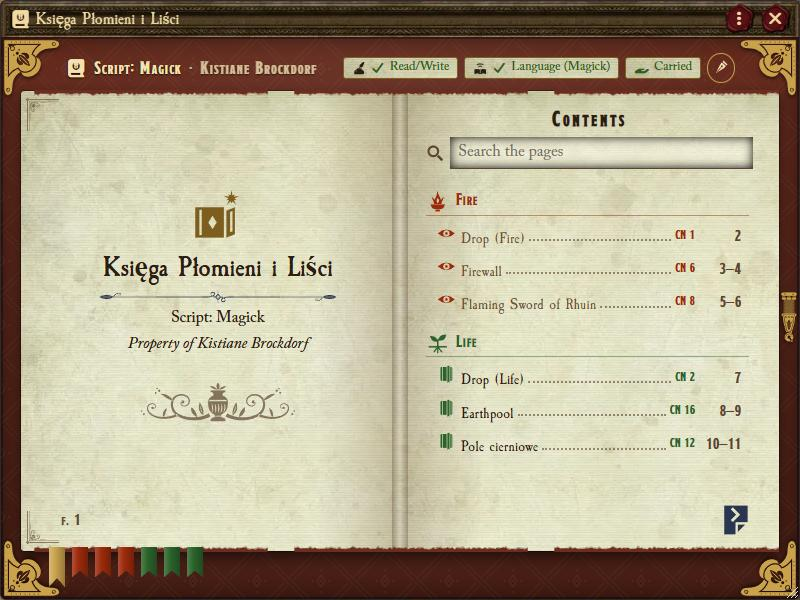 Księga Płomieni i Liści
Script: Magick · Kistiane Brockdorf
Read/Write
Language (Magick)
Carried
Księga Płomieni i Liści
Script: Magick
Property of Kistiane Brockdorf
F. 1
Contents
Search the pages
Fire
Drop (Fire) CN 1 2
Firewall CN 6 3–4
Flaming Sword of Rhuin CN 8 5–6
Life
Drop (Life) CN 2 7
Earthpool CN 16 8–9
Pole cierniowe CN 12 10–11